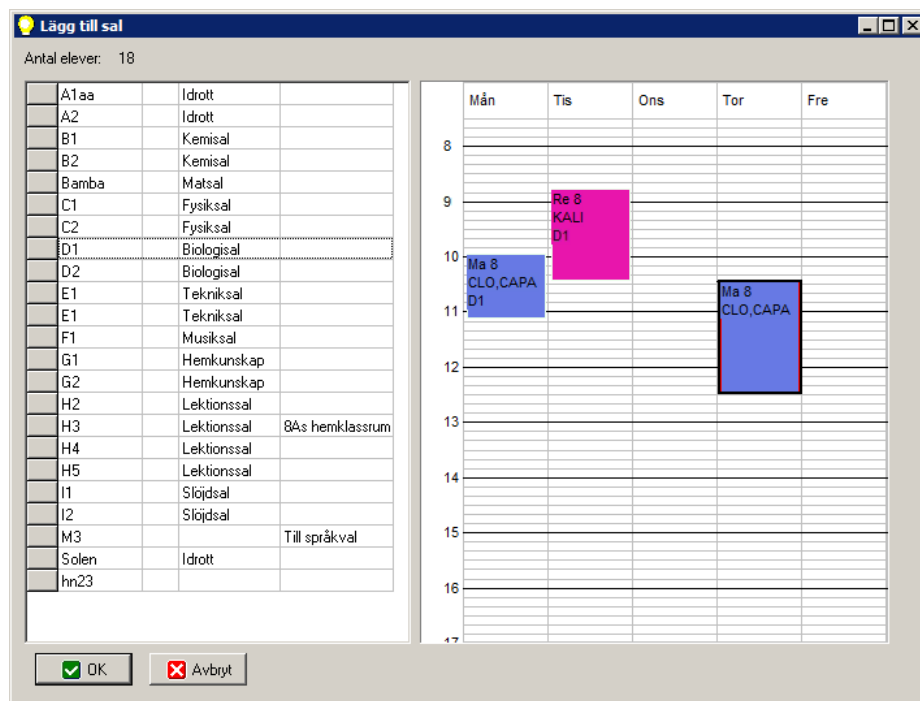 Lägg till sal
Antal elever: 18
A1aa Idrott
A2 Idrott
B1 Kemisal
B2 Kemisal
Bamba Matsal
C1 Fysiksal
C2 Fysiksal
D1 Biologisal
D2 Biologisal
E1 Tekniksal
E1 Tekniksal
F1 Musiksal
G1 Hemkunskap
G2 Hemkunskap
H2 Lektionssal
H3 Lektionssal 8As hemklassrum
H4 Lektionssal
H5 Lektionssal
I1 Slöjdsal
I2 Slöjdsal
M3 Till språkval
Solen Idrott
hn23
Mån Tis Ons Tor Fre
8
9
10
11
12
13
14
15
16
17
Ma 8
CLO,CAPA
D1
Re 8
KALI
D1
Ma 8
CLO,CAPA
OK Avbryt